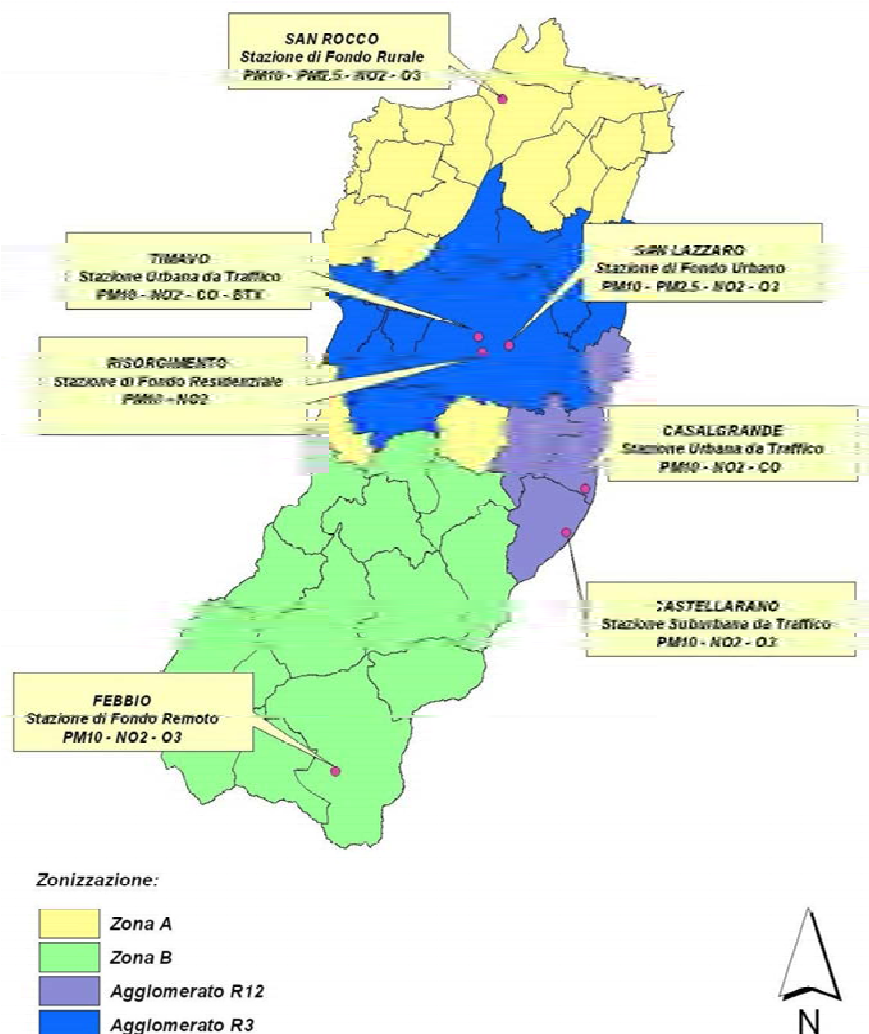 SAN ROCCO
Stazione di Fondo Rurale
PM10 - PM2.5 - NO2 - O3
TIMAVO
Stazione Urbana da Traffico
PM10 - NO2 - CO - BTX
SAN LAZZARO
Stazione di Fondo Urbano
PM10 - PM2.5 - NO2 - O3
RISORGIMENTO
Stazione di Fondo Residenziale
PM10 - NO2
CASALGRANDE
Stazione Urbana da Traffico
PM10 - NO2 - CO
CASTELLARANO
Stazione Suburbana da Traffico
PM10 - NO2 - O3
FEBBIO
Stazione di Fondo Remoto
PM10 - NO2 - O3
Zonizzazione:
Zona A
Zona B
Agglomerato R12
Agglomerato R3
N